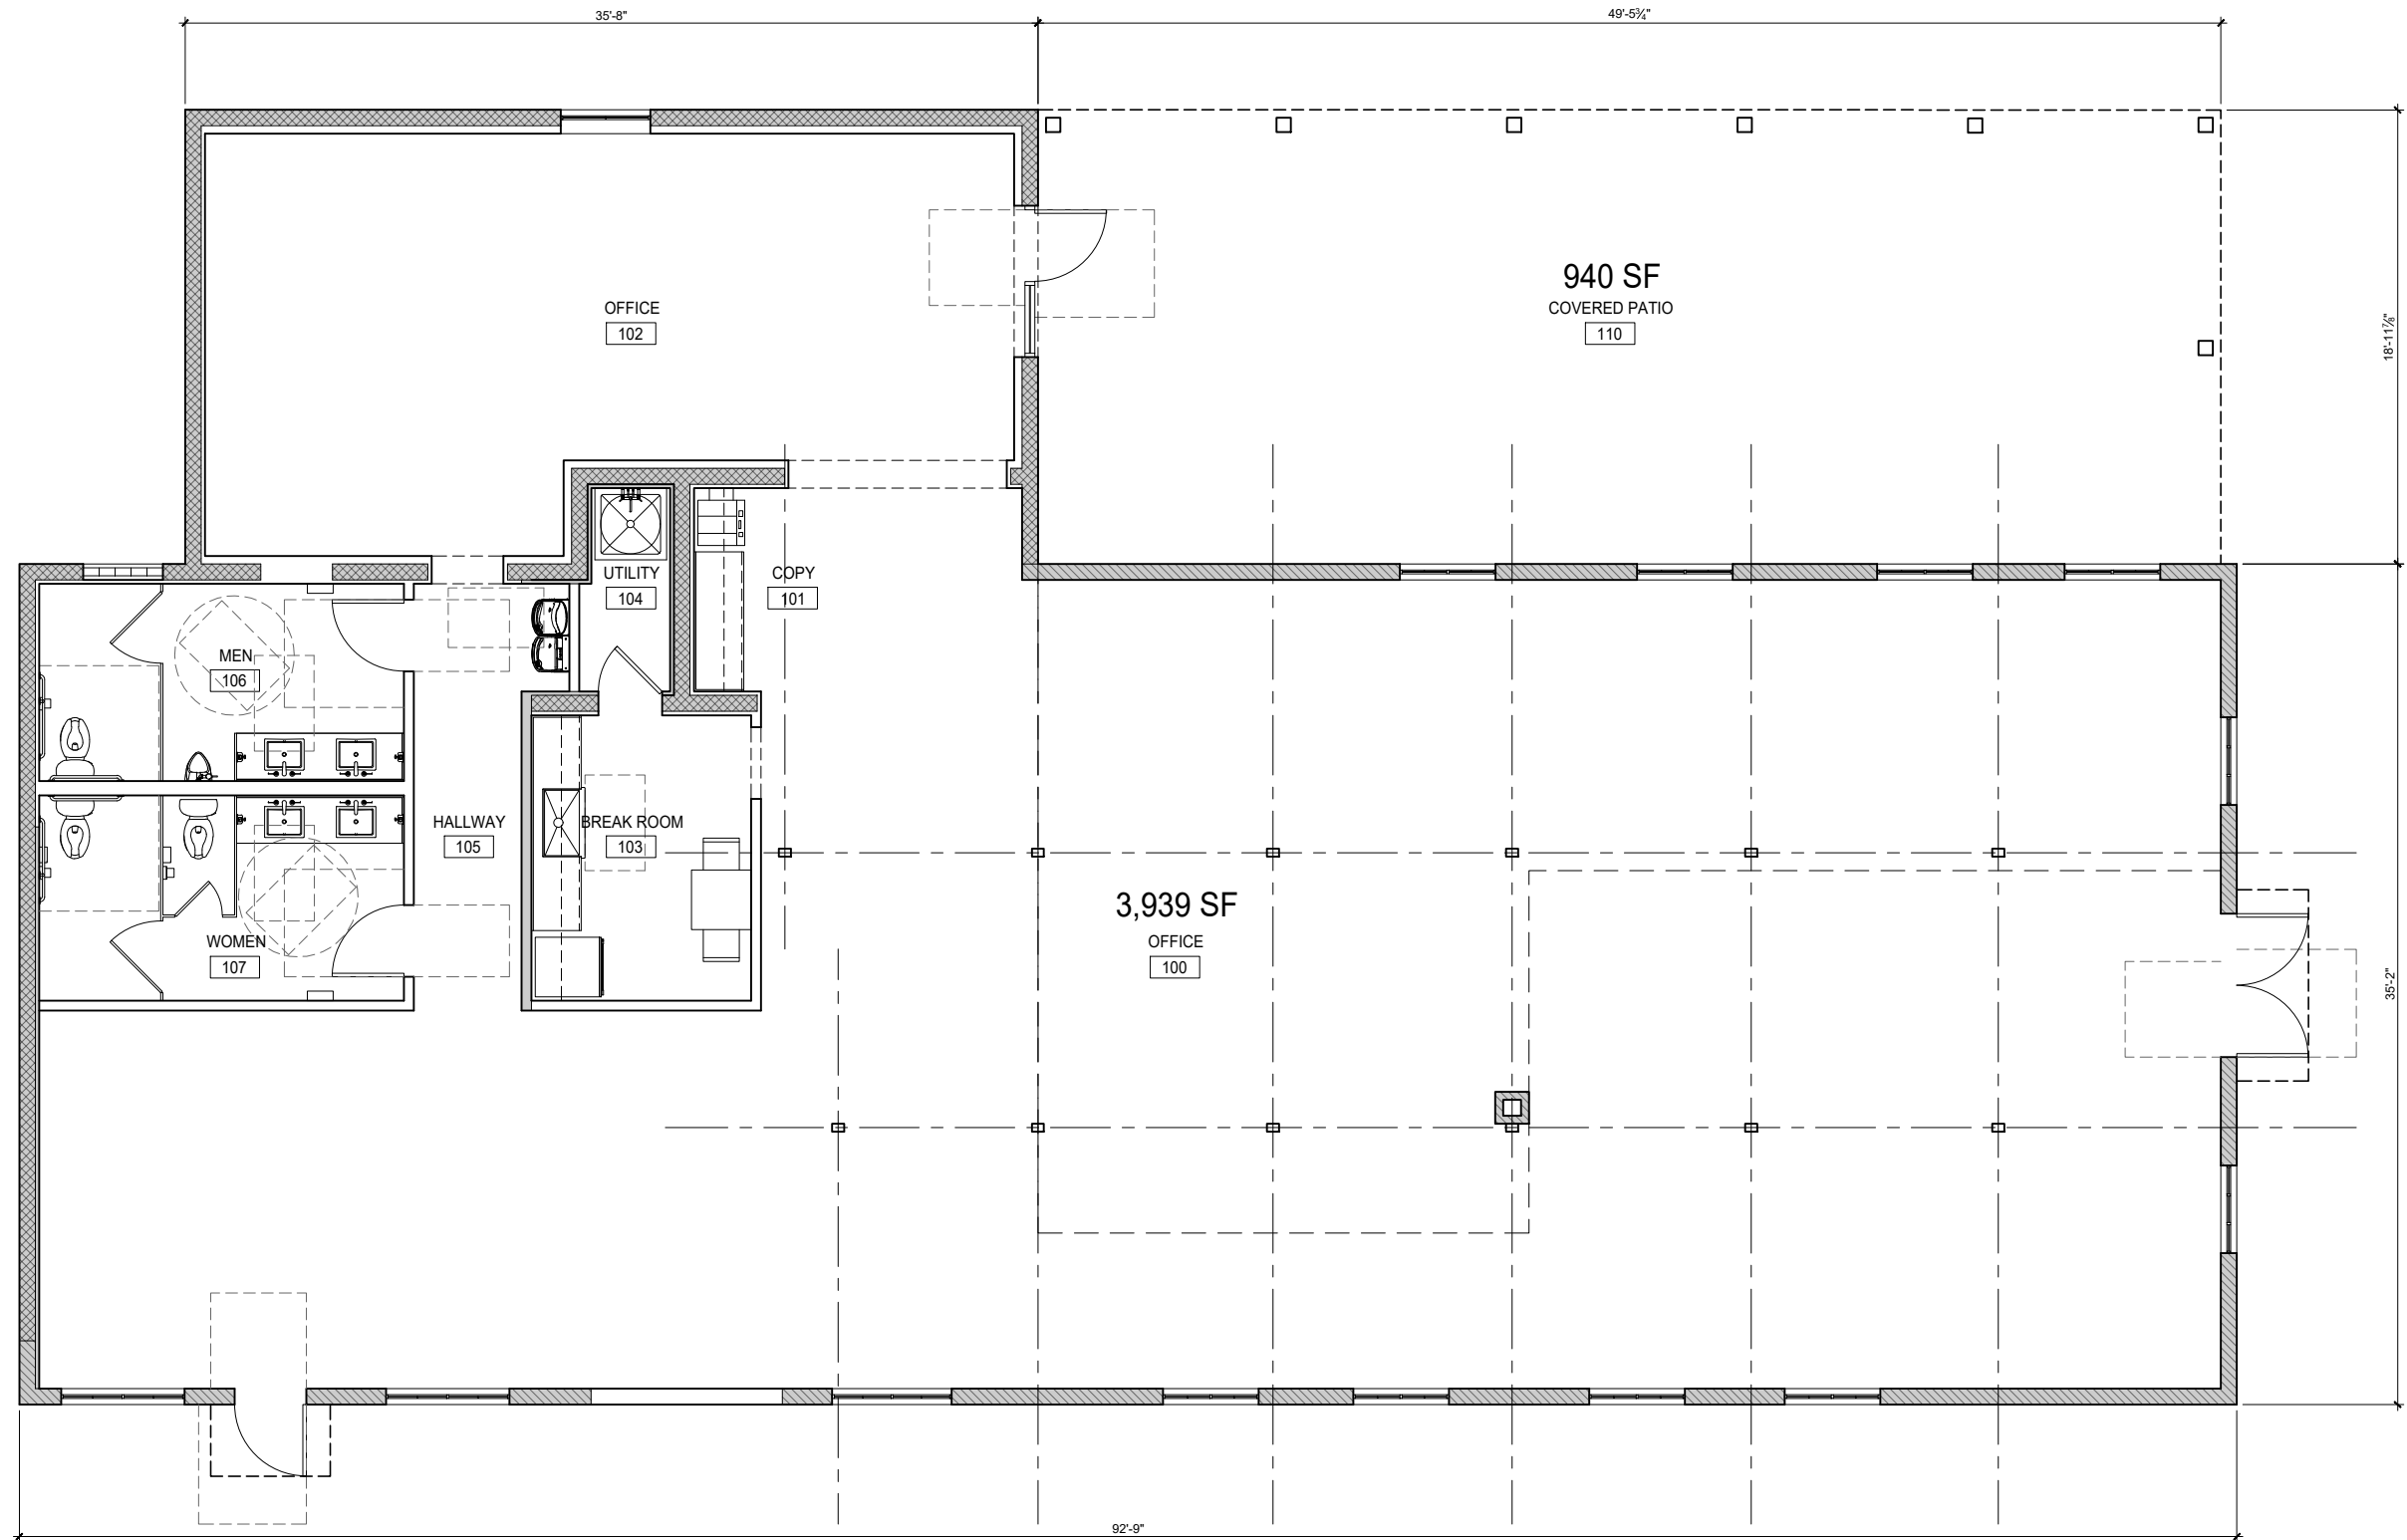 35'-8"
49'-5¾"
940 SF
COVERED PATIO
110
OFFICE
102
18'-11⅞"
UTILITY
104
COPY
101
MEN
106
HALLWAY
105
BREAK ROOM
103
3,939 SF
OFFICE
100
WOMEN
107
35'-2"
92'-9"